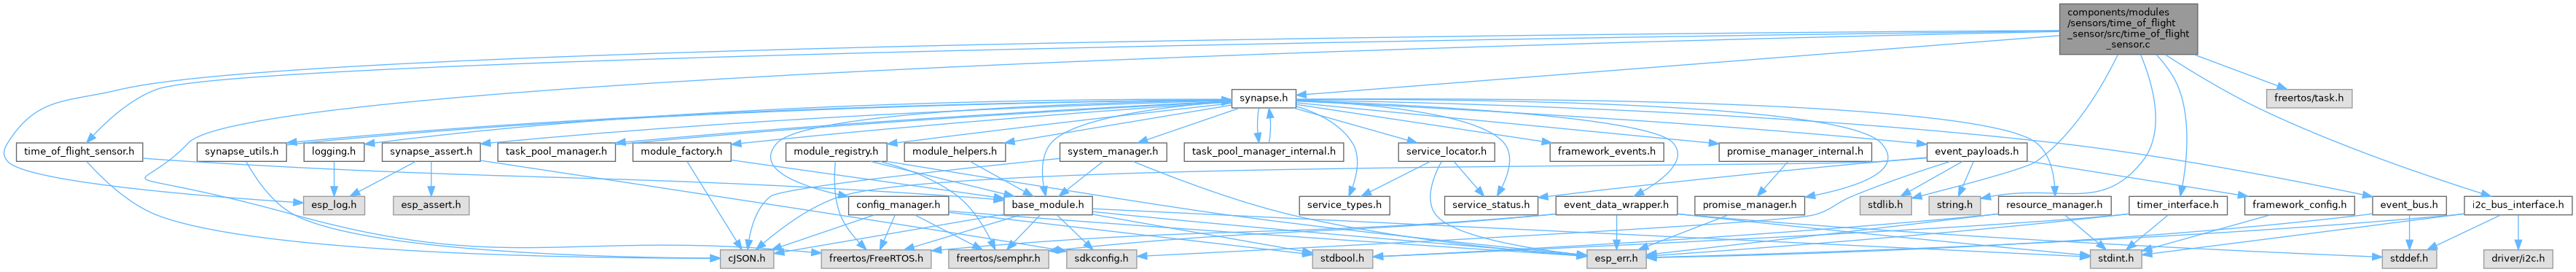 components/modules
/sensors/time_of_flight
_sensor/src/time_of_flight
_sensor.c
synapse.h
freertos/task.h
time_of_flight_sensor.h
synapse_utils.h
logging.h
synapse_assert.h
task_pool_manager.h
module_factory.h
module_registry.h
module_helpers.h
system_manager.h
task_pool_manager_internal.h
service_locator.h
framework_events.h
promise_manager_internal.h
event_payloads.h
esp_log.h
esp_assert.h
config_manager.h
base_module.h
service_types.h
service_status.h
event_data_wrapper.h
promise_manager.h
stdlib.h
string.h
resource_manager.h
timer_interface.h
framework_config.h
event_bus.h
i2c_bus_interface.h
cJSON.h
freertos/FreeRTOS.h
freertos/semphr.h
sdkconfig.h
stdbool.h
esp_err.h
stdint.h
stddef.h
driver/i2c.h